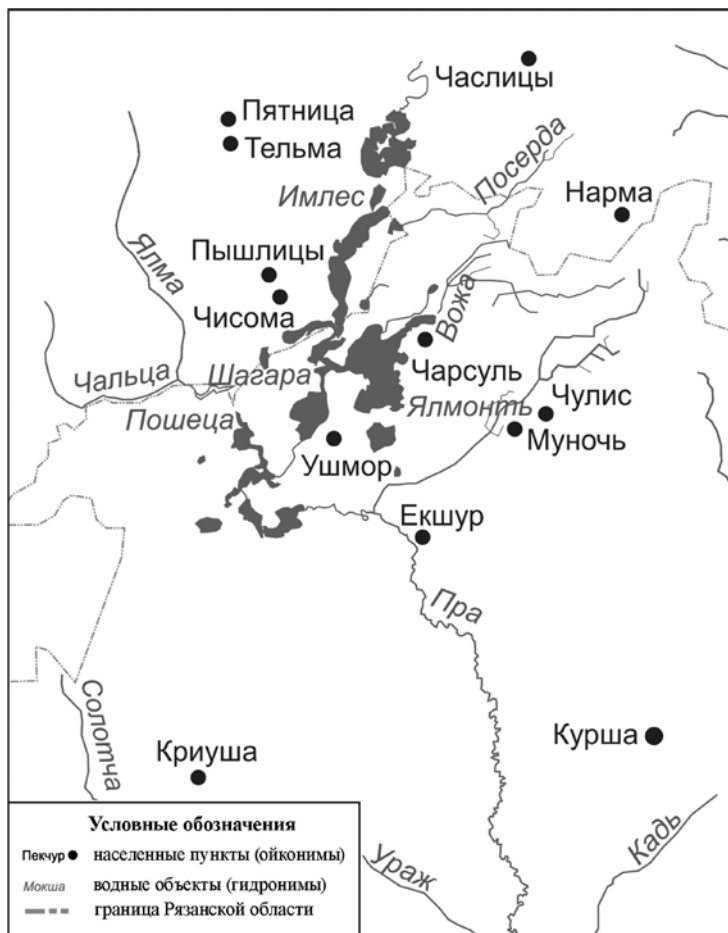 Часлицы
Пятница
Тельма
Посерда
Имлес
Нарма
Ялма
Пышлицы
Чисома
Вожа
Чарсуль
Шагара
Чальца
Ялмонть
Чулис
Пошеца
Муночь
Ушмор
Екшур
Пра
Солотча
Курша
Криуша
Кадь
Ураж
Условные обозначения
Пекчур населенные пункты (ойконимы)
Мокша водные объекты (гидронимы)
граница Рязанской области